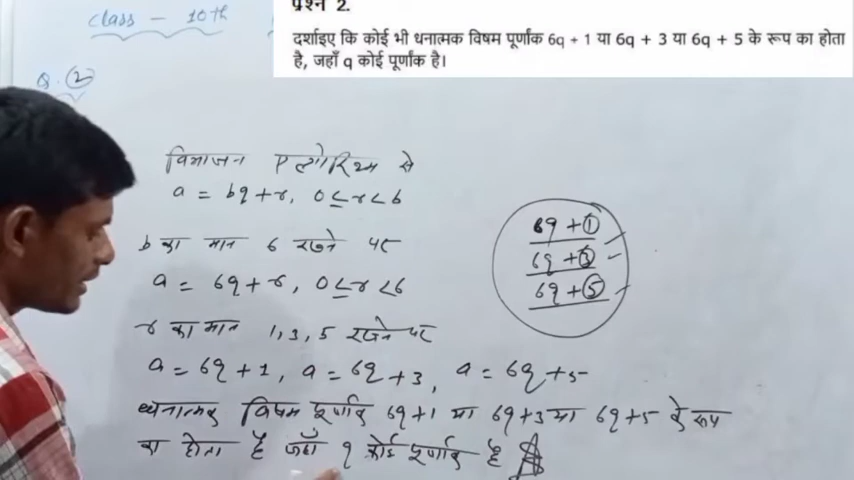 Class - 10th
प्रश्न 2.
दर्शाइए कि कोई भी धनात्मक विषम पूर्णांक 6q + 1 या 6q + 3 या 6q + 5 के रूप का होता
है, जहाँ q कोई पूर्णांक है।
Q. (2)
विभाजन एल्गोरिथम से
a = bq + r, 0 ≤ r < b
b का मान 6 रखने पर
a = 6q + r, 0 ≤ r < 6
r का मान 1, 3, 5 रखने पर
a = 6q + 1, a = 6q + 3, a = 6q + 5
धनात्मक विषम पूर्णांक 6q+1 या 6q+3 या 6q+5 के रूप
का होता है जहाँ q कोई पूर्णांक है
6q + 1
6q + 3
6q + 5